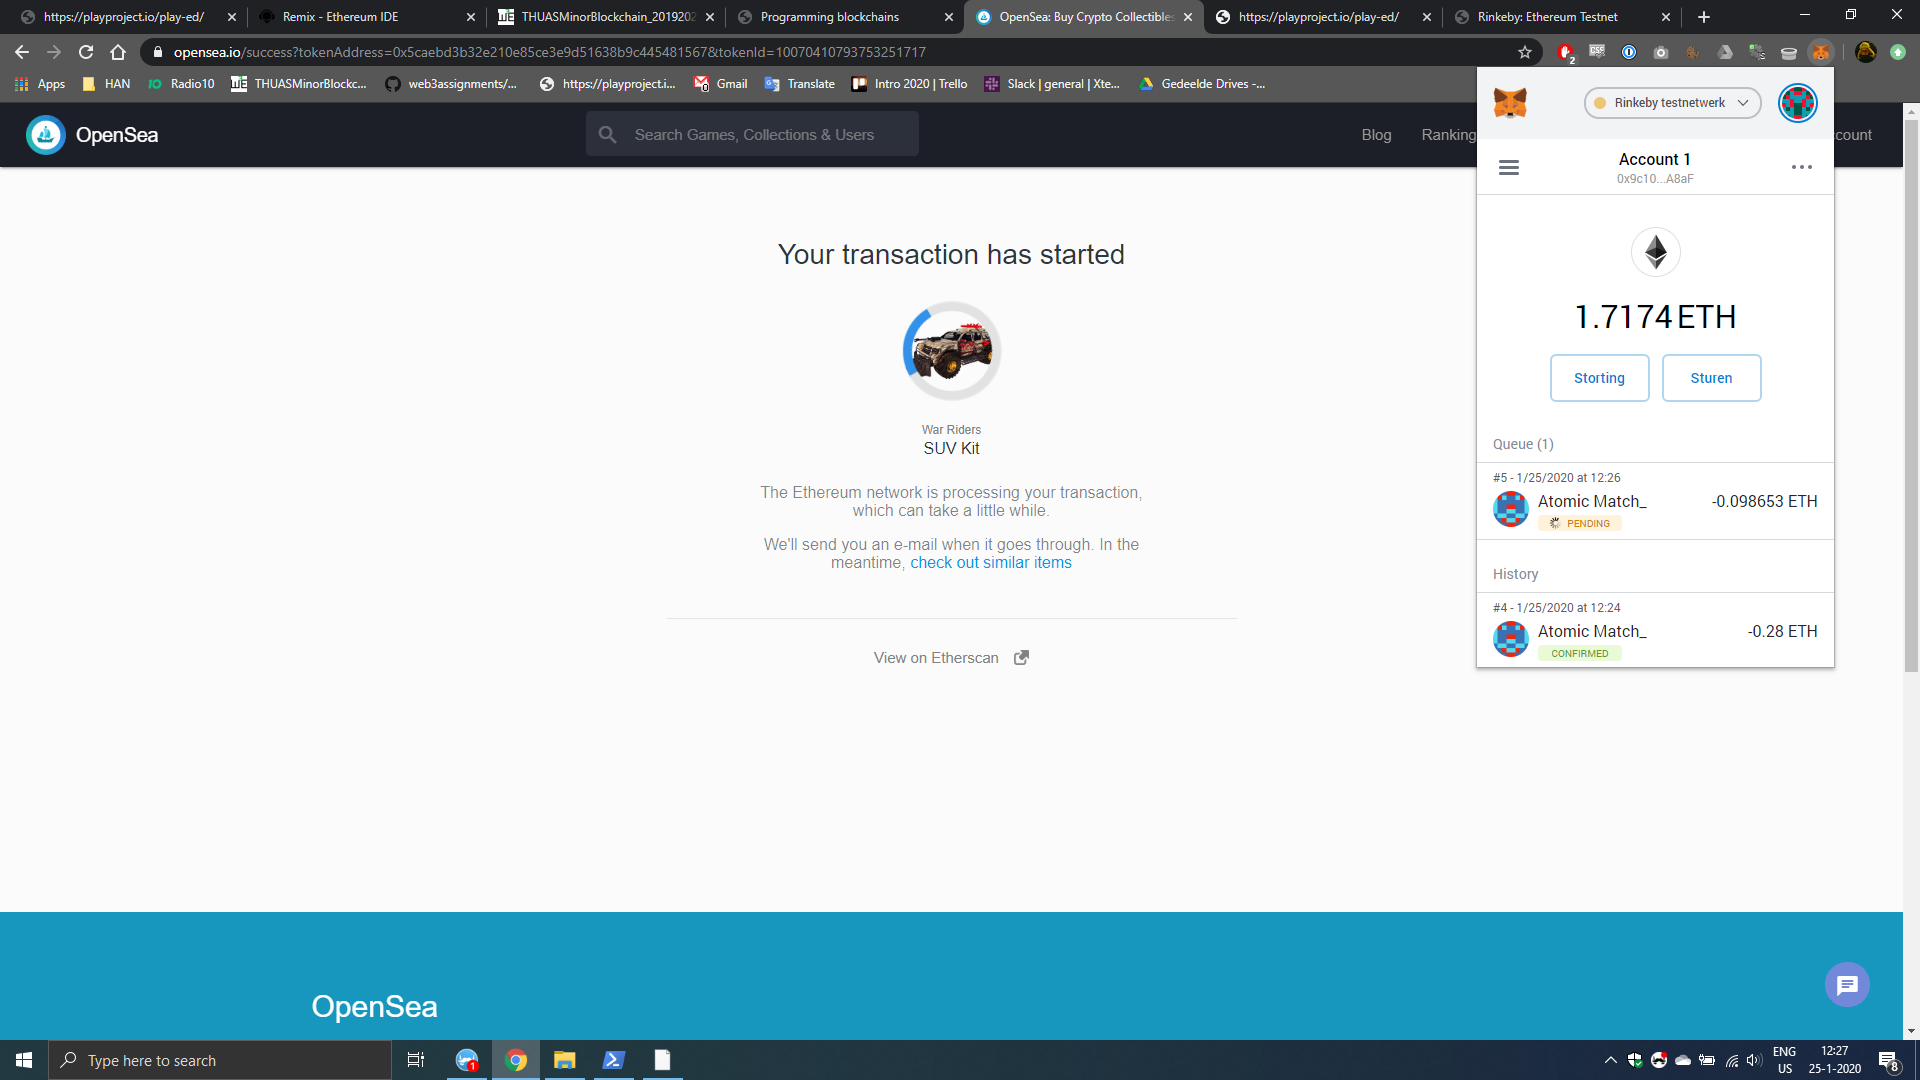 https://playproject.io/play-ed/
Remix - Ethereum IDE
THUASMinorBlockchain_2019202
Programming blockchains
OpenSea: Buy Crypto Collectibles
https://playproject.io/play-ed/
Rinkeby: Ethereum Testnet
opensea.io/success?tokenAddress=0x5caebd3b32e210e85ce3e9d51638b9c445481567&tokenId=10070410793753251717
2
Apps
HAN
Radio10
THUASMinorBlockc...
web3assignments/...
https://playproject.i...
Gmail
Translate
Intro 2020 | Trello
Slack | general | Xte...
Gedeelde Drives -...
OpenSea
Search Games, Collections & Users
Blog
Ranking
count
Your transaction has started
War Riders
SUV Kit
The Ethereum network is processing your transaction,
which can take a little while.
We'll send you an e-mail when it goes through. In the
meantime, check out similar items
View on Etherscan
Rinkeby testnetwerk
Account 1
0x9c10...A8aF
1.7174 ETH
Storting
Sturen
Queue (1)
#5 - 1/25/2020 at 12:26
Atomic Match_
-0.098653 ETH
PENDING
History
#4 - 1/25/2020 at 12:24
Atomic Match_
-0.28 ETH
CONFIRMED
OpenSea
Type here to search
1
ENG
US
12:27
25-1-2020
8